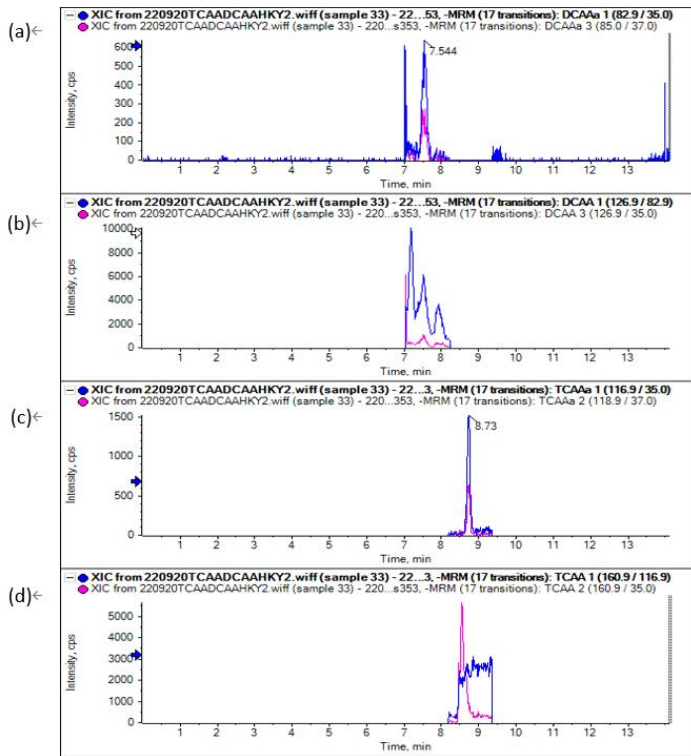 (a)←
XIC from 220920TCAADCAAHKY2.wiff (sample 33) - 22...53, -MRM (17 transitions): DCAAa 1 (82.9 / 35.0)
XIC from 220920TCAADCAAHKY2.wiff (sample 33) - 220...s353, -MRM (17 transitions): DCAAa 3 (85.0 / 37.0)
Intensity, cps
600
500
400
300
200
100
0
7.544
1 2 3 4 5 6 7 8 9 10 11 12 13
Time, min
(b)←
XIC from 220920TCAADCAAHKY2.wiff (sample 33) - 22...53, -MRM (17 transitions): DCAA 1 (126.9 / 82.9)
XIC from 220920TCAADCAAHKY2.wiff (sample 33) - 220...s353, -MRM (17 transitions): DCAA 3 (126.9 / 35.0)
Intensity, cps
10000
8000
6000
4000
2000
0
1 2 3 4 5 6 7 8 9 10 11 12 13
Time, min
(c)←
XIC from 220920TCAADCAAHKY2.wiff (sample 33) - 22...3, -MRM (17 transitions): TCAAa 1 (116.9 / 35.0)
XIC from 220920TCAADCAAHKY2.wiff (sample 33) - 220...353, -MRM (17 transitions): TCAAa 2 (118.9 / 37.0)
Intensity, cps
1500
1000
500
0
8.73
1 2 3 4 5 6 7 8 9 10 11 12 13
Time, min
(d)←
XIC from 220920TCAADCAAHKY2.wiff (sample 33) - 22...3, -MRM (17 transitions): TCAA 1 (160.9 / 116.9)
XIC from 220920TCAADCAAHKY2.wiff (sample 33) - 220...s353, -MRM (17 transitions): TCAA 2 (160.9 / 35.0)
Intensity, cps
5000
4000
3000
2000
1000
0
1 2 3 4 5 6 7 8 9 10 11 12 13
Time, min